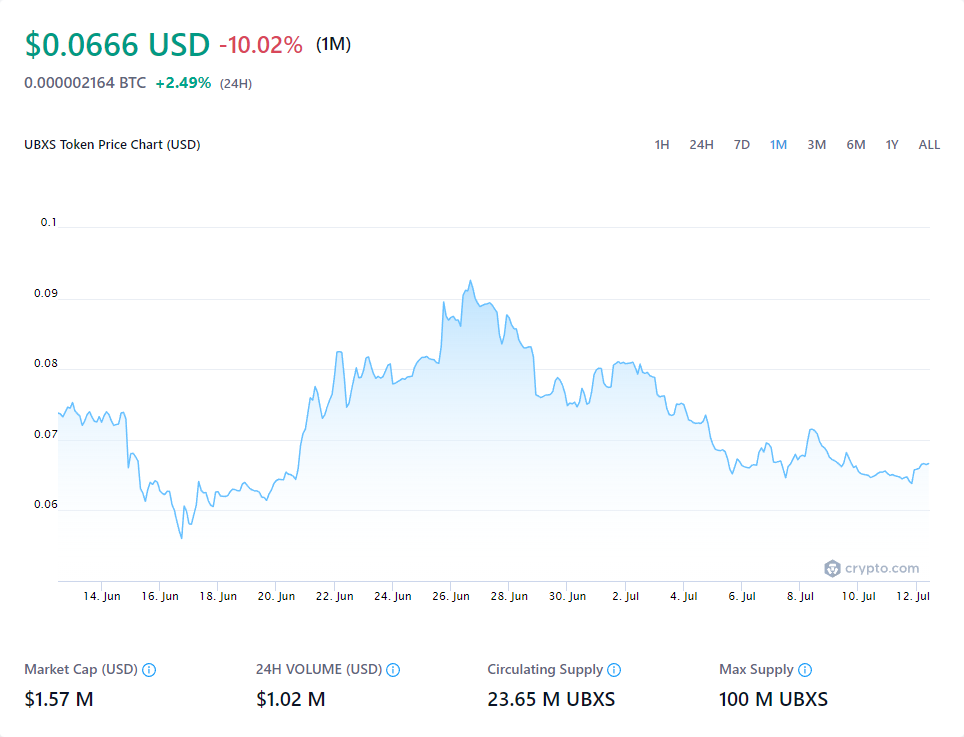 $0.0666 USD -10.02% (1M)
0.000002164 BTC +2.49% (24H)
UBXS Token Price Chart (USD) 1H 24H 7D 1M 3M 6M 1Y ALL
0.1
0.09
0.08
0.07
0.06
crypto.com
14. Jun 16. Jun 18. Jun 20. Jun 22. Jun 24. Jun 26. Jun 28. Jun 30. Jun 2. Jul 4. Jul 6. Jul 8. Jul 10. Jul 12. Jul
Market Cap (USD) 24H VOLUME (USD) Circulating Supply Max Supply
$1.57 M $1.02 M 23.65 M UBXS 100 M UBXS